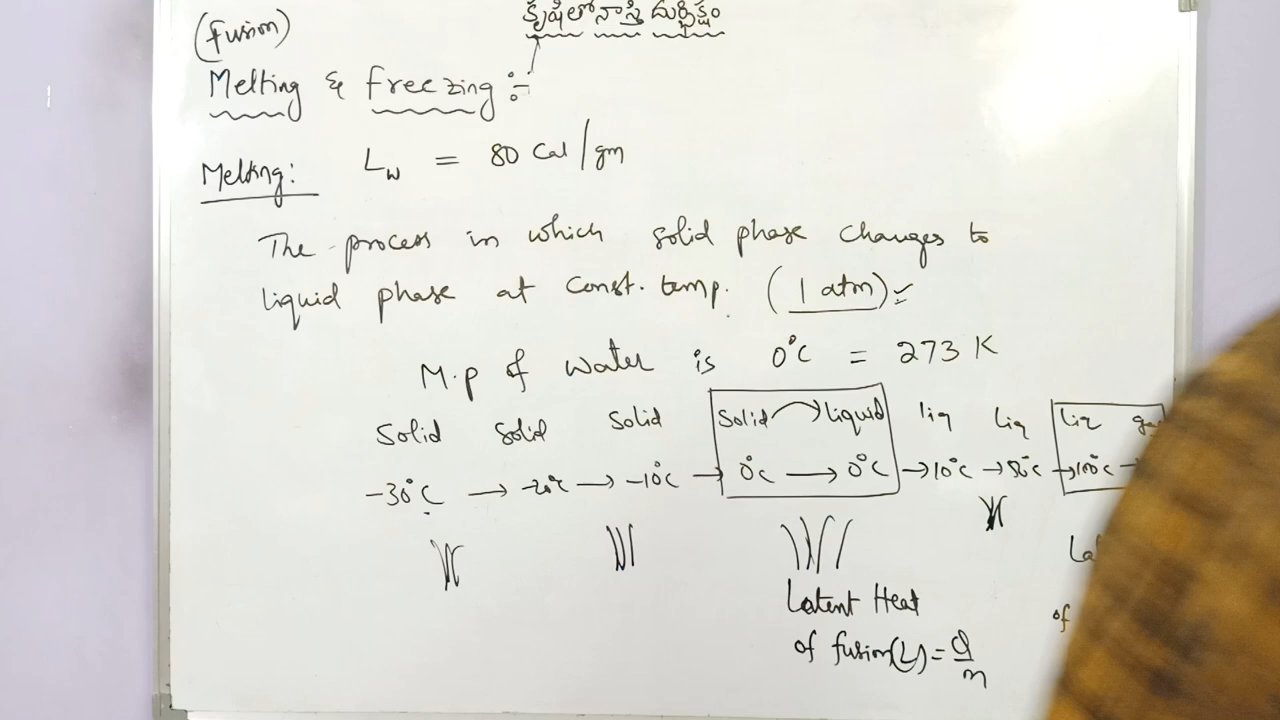 కృషితో నాస్తి దుర్భిక్షం
(Fusion)
Melting & freezing :-
Melting: Lw = 80 Cal/gm
The process in which solid phase changes to
liquid phase at const. temp. (1 atm)
M.p of water is 0°C = 273 K
Solid Solid Solid Solid → liquid liq liq liq gas
-30°C → -20°C → -10°C → 0°C → 0°C → 10°C → 50°C → 100°C →
Latent Heat La
of fusion(L) = Q/m of